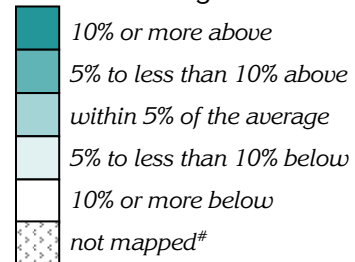 10% or more above
5% to less than 10% above
within 5% of the average
5% to less than 10% below
10% or more below
not mapped#